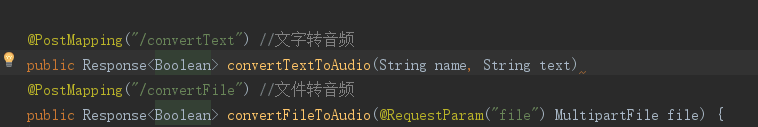 @PostMapping("/convertText") //文字转音频
public Response<Boolean> convertTextToAudio(String name, String text)
@PostMapping("/convertFile") //文件转音频
public Response<Boolean> convertFileToAudio(@RequestParam("file") MultipartFile file) {